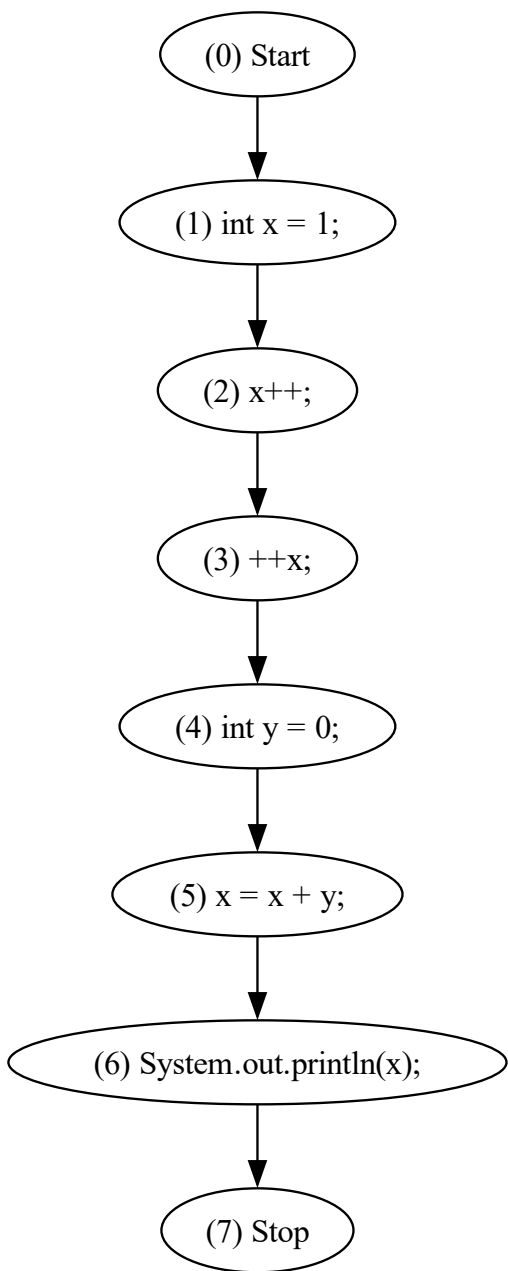 (0) Start
(1) int x = 1;
(2) x++;
(3) ++x;
(4) int y = 0;
(5) x = x + y;
(6) System.out.println(x);
(7) Stop